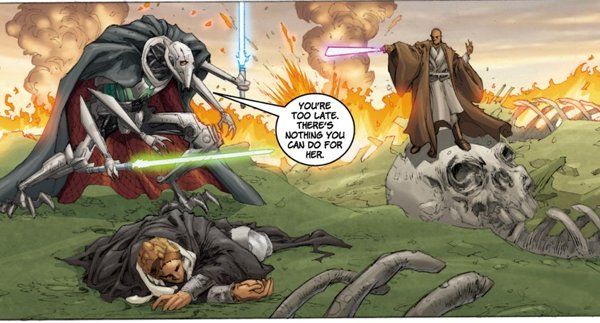 YOU'RE
TOO LATE.
THERE'S
NOTHING YOU
CAN DO FOR
HER.